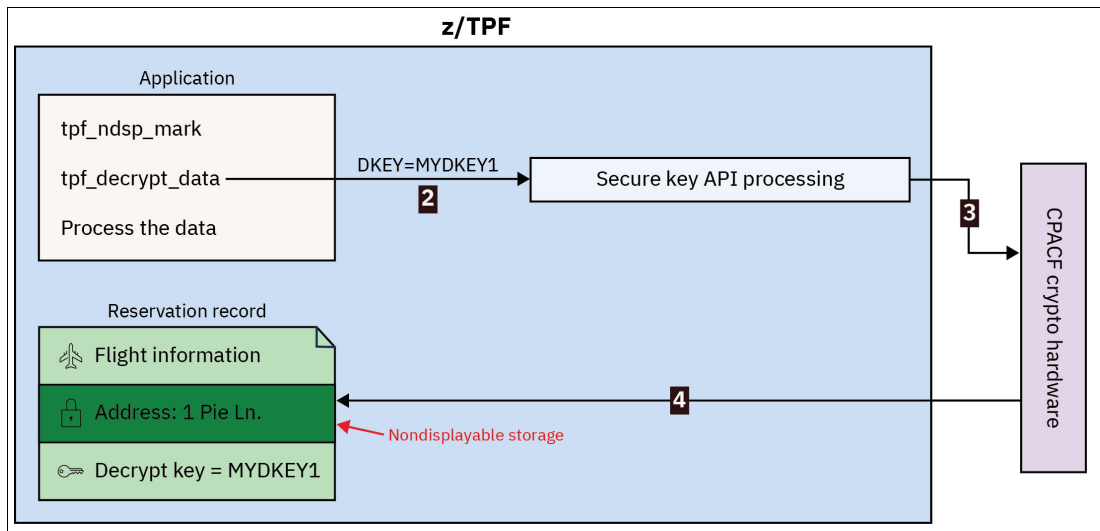 z/TPF
Application
tpf_ndsp_mark
tpf_decrypt_data
Process the data
DKEY=MYDKEY1
2
Secure key API processing
3
CPACF crypto hardware
Reservation record
Flight information
Address: 1 Pie Ln.
Decrypt key = MYDKEY1
4
Nondisplayable storage